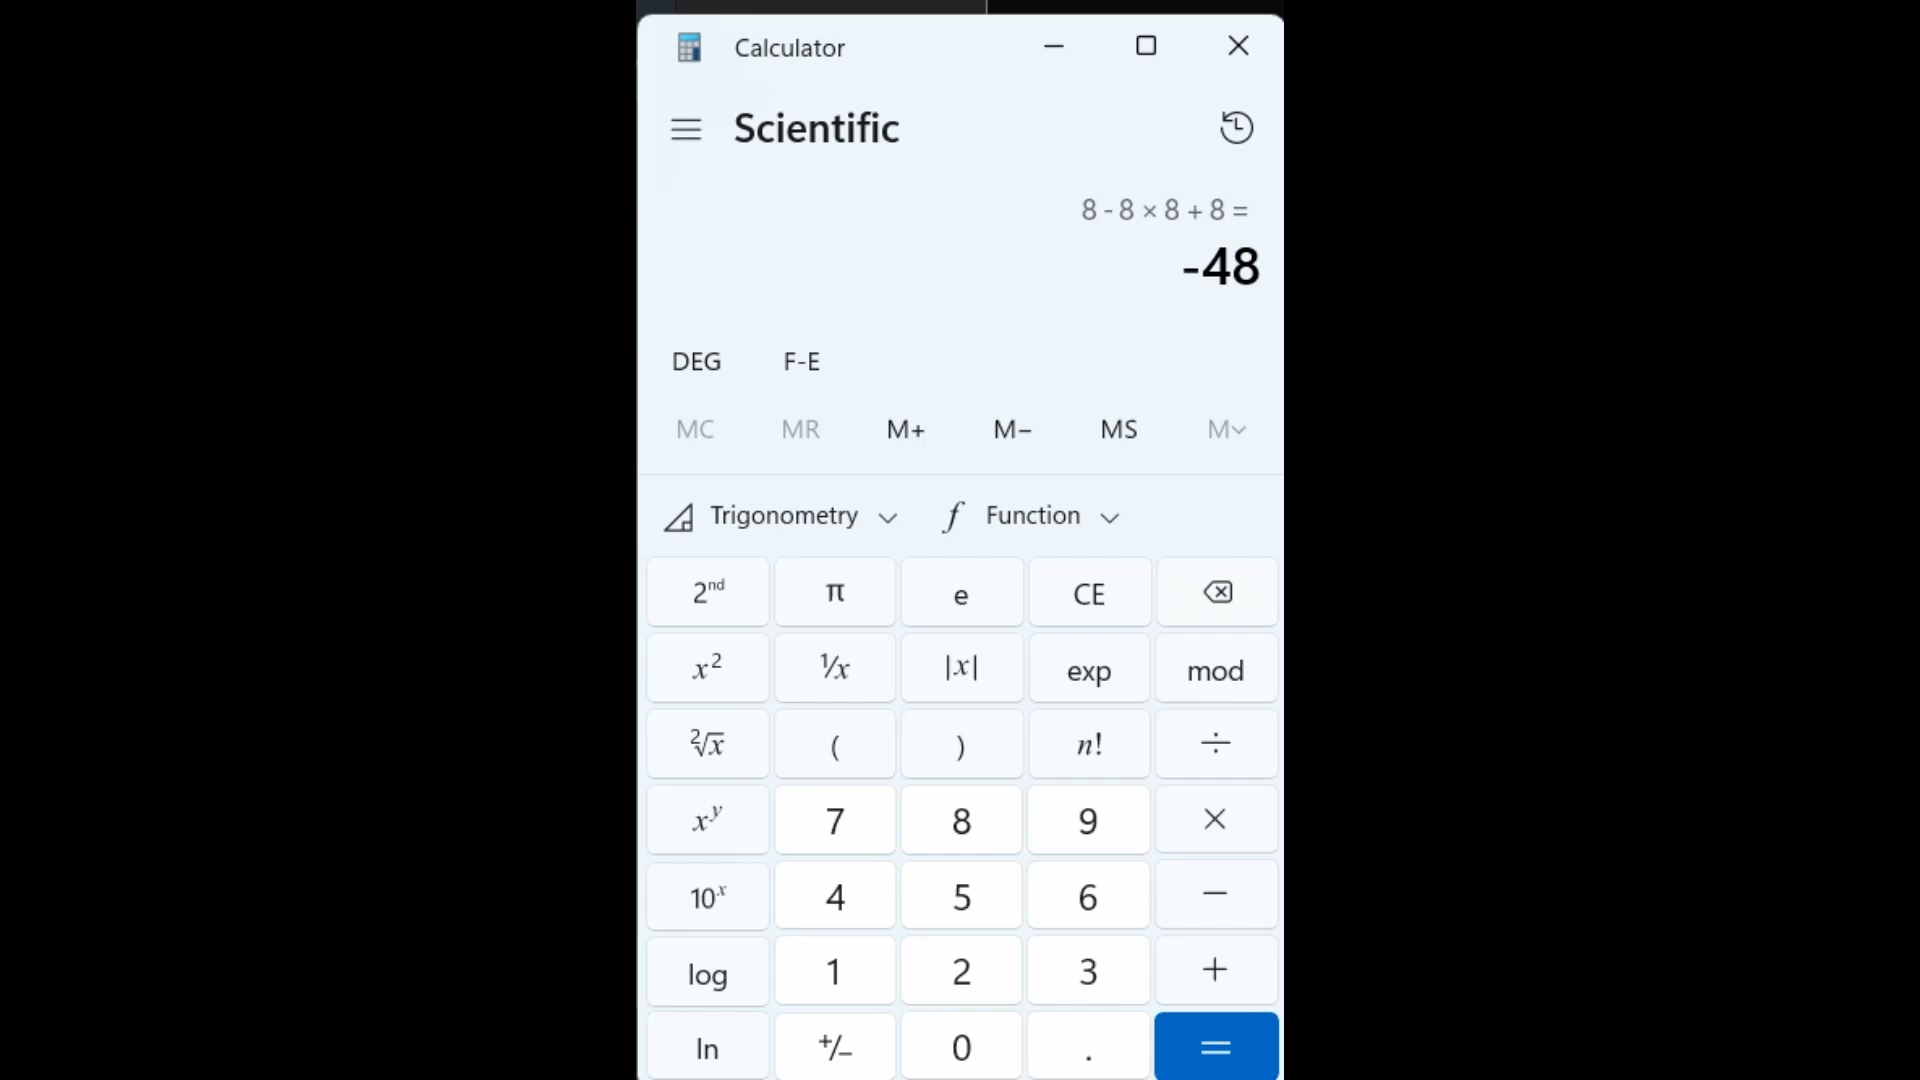 Calculator
Scientific
8 - 8 × 8 + 8 =
-48
DEG F-E
MC MR M+ M− MS M
Trigonometry f Function
2nd π e CE
x² ¹/x |x| exp mod
²√x ( ) n! ÷
xʸ 7 8 9 ×
10ˣ 4 5 6 −
log 1 2 3 +
ln +/− 0 . =